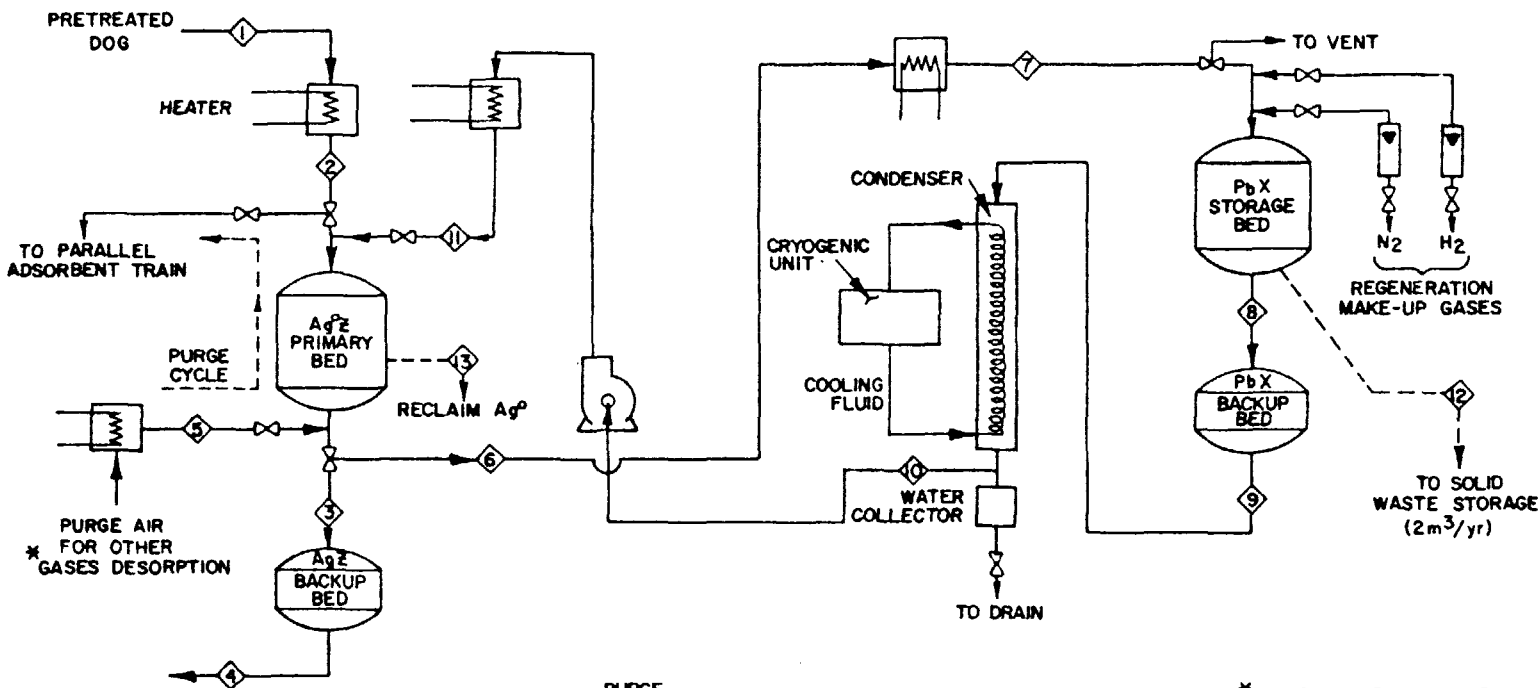 PRETREATED
DOG
1
HEATER
2
TO PARALLEL
ADSORBENT TRAIN
11
Ag°Z
PRIMARY
BED
PURGE
CYCLE
13
RECLAIM Ag°
5
6
PURGE AIR
* FOR OTHER
GASES DESORPTION
3
AgZ
BACKUP
BED
4
7
TO VENT
CONDENSER
CRYOGENIC
UNIT
COOLING
FLUID
10
WATER
COLLECTOR
TO DRAIN
PbX
STORAGE
BED
N2
H2
REGENERATION
MAKE-UP GASES
8
PbX
BACKUP
BED
12
9
TO SOLID
WASTE STORAGE
(2m³/yr)
PURGE
*